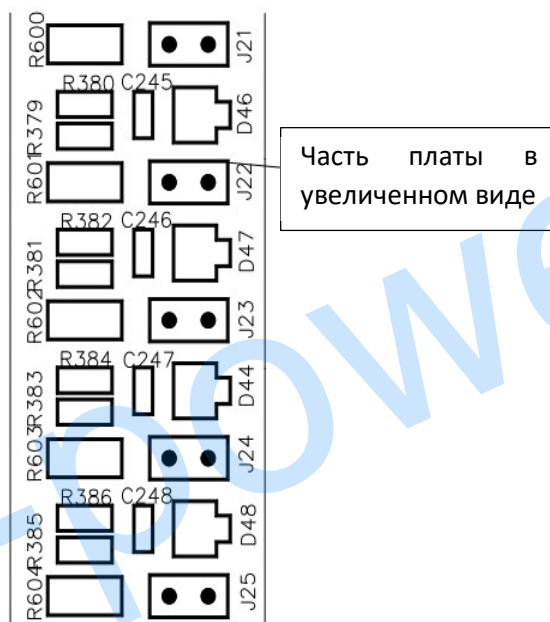 R600
J21
R380 C245
R379
D46
R601
J22
Часть платы в
увеличенном виде
R382 C246
R381
D47
R602
J23
R384 C247
R383
D44
R603
J24
R386 C248
R385
D48
R604
J25